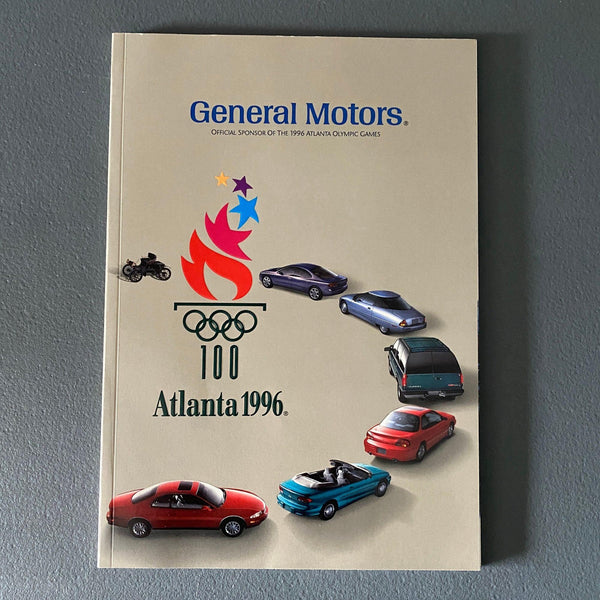 General Motors®
OFFICIAL SPONSOR OF THE 1996 ATLANTA OLYMPIC GAMES
100
Atlanta 1996®